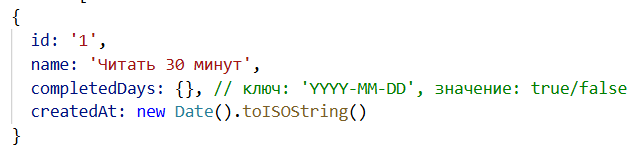 {
id: '1',
name: 'Читать 30 минут',
completedDays: {}, // ключ: 'YYYY-MM-DD', значение: true/false
createdAt: new Date().toISOString()
}